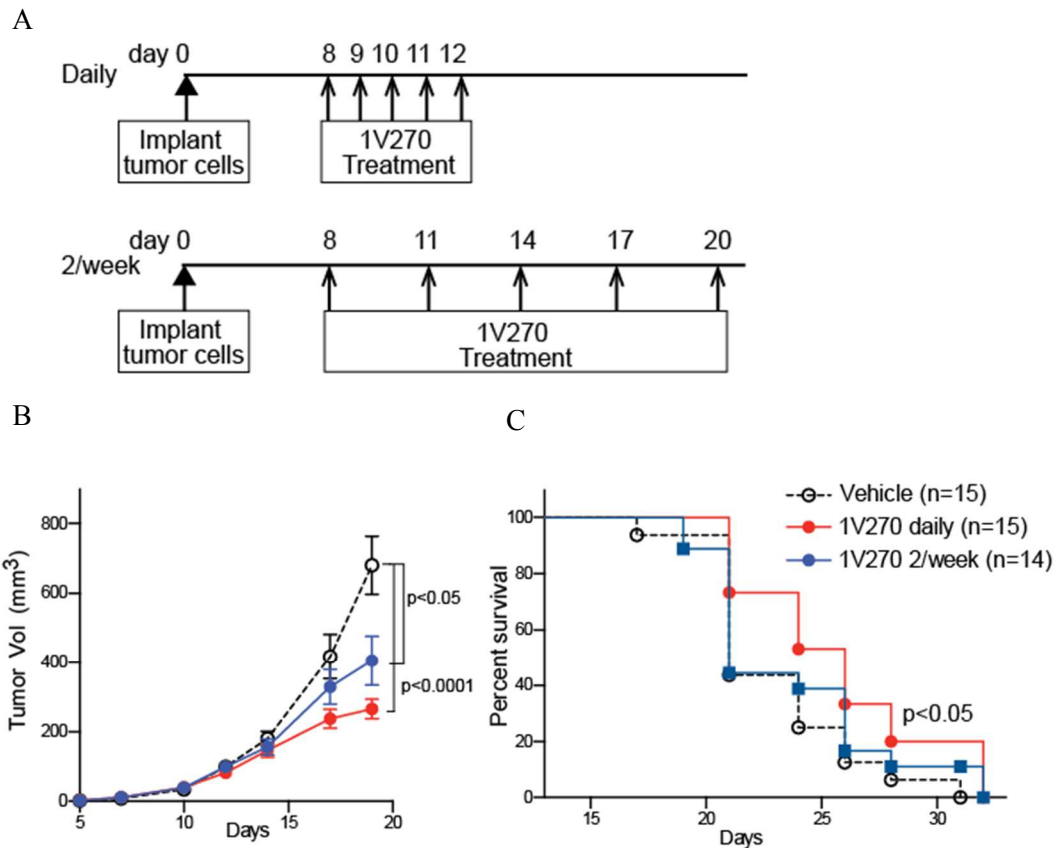 A
Daily
day 0
8 9 10 11 12
Implant
tumor cells
1V270
Treatment
2/week
day 0
8 11 14 17 20
Implant
tumor cells
1V270
Treatment
B
Tumor Vol (mm³)
800
600
400
200
0
5 10 15 20
Days
p<0.05
p<0.0001
C
Vehicle (n=15)
1V270 daily (n=15)
1V270 2/week (n=14)
Percent survival
100
80
60
40
20
0
15 20 25 30
Days
p<0.05